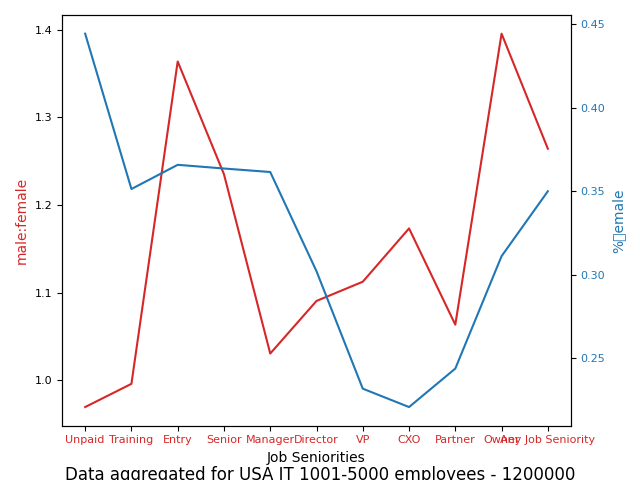 1.4
1.3
1.2
1.1
1.0
male:female
0.45
0.40
0.35
0.30
0.25
Unpaid Training Entry Senior Manager Director VP CXO Partner Owner Any Job Seniority
Job Seniorities
Data aggregated for USA IT 1001-5000 employees - 1200000